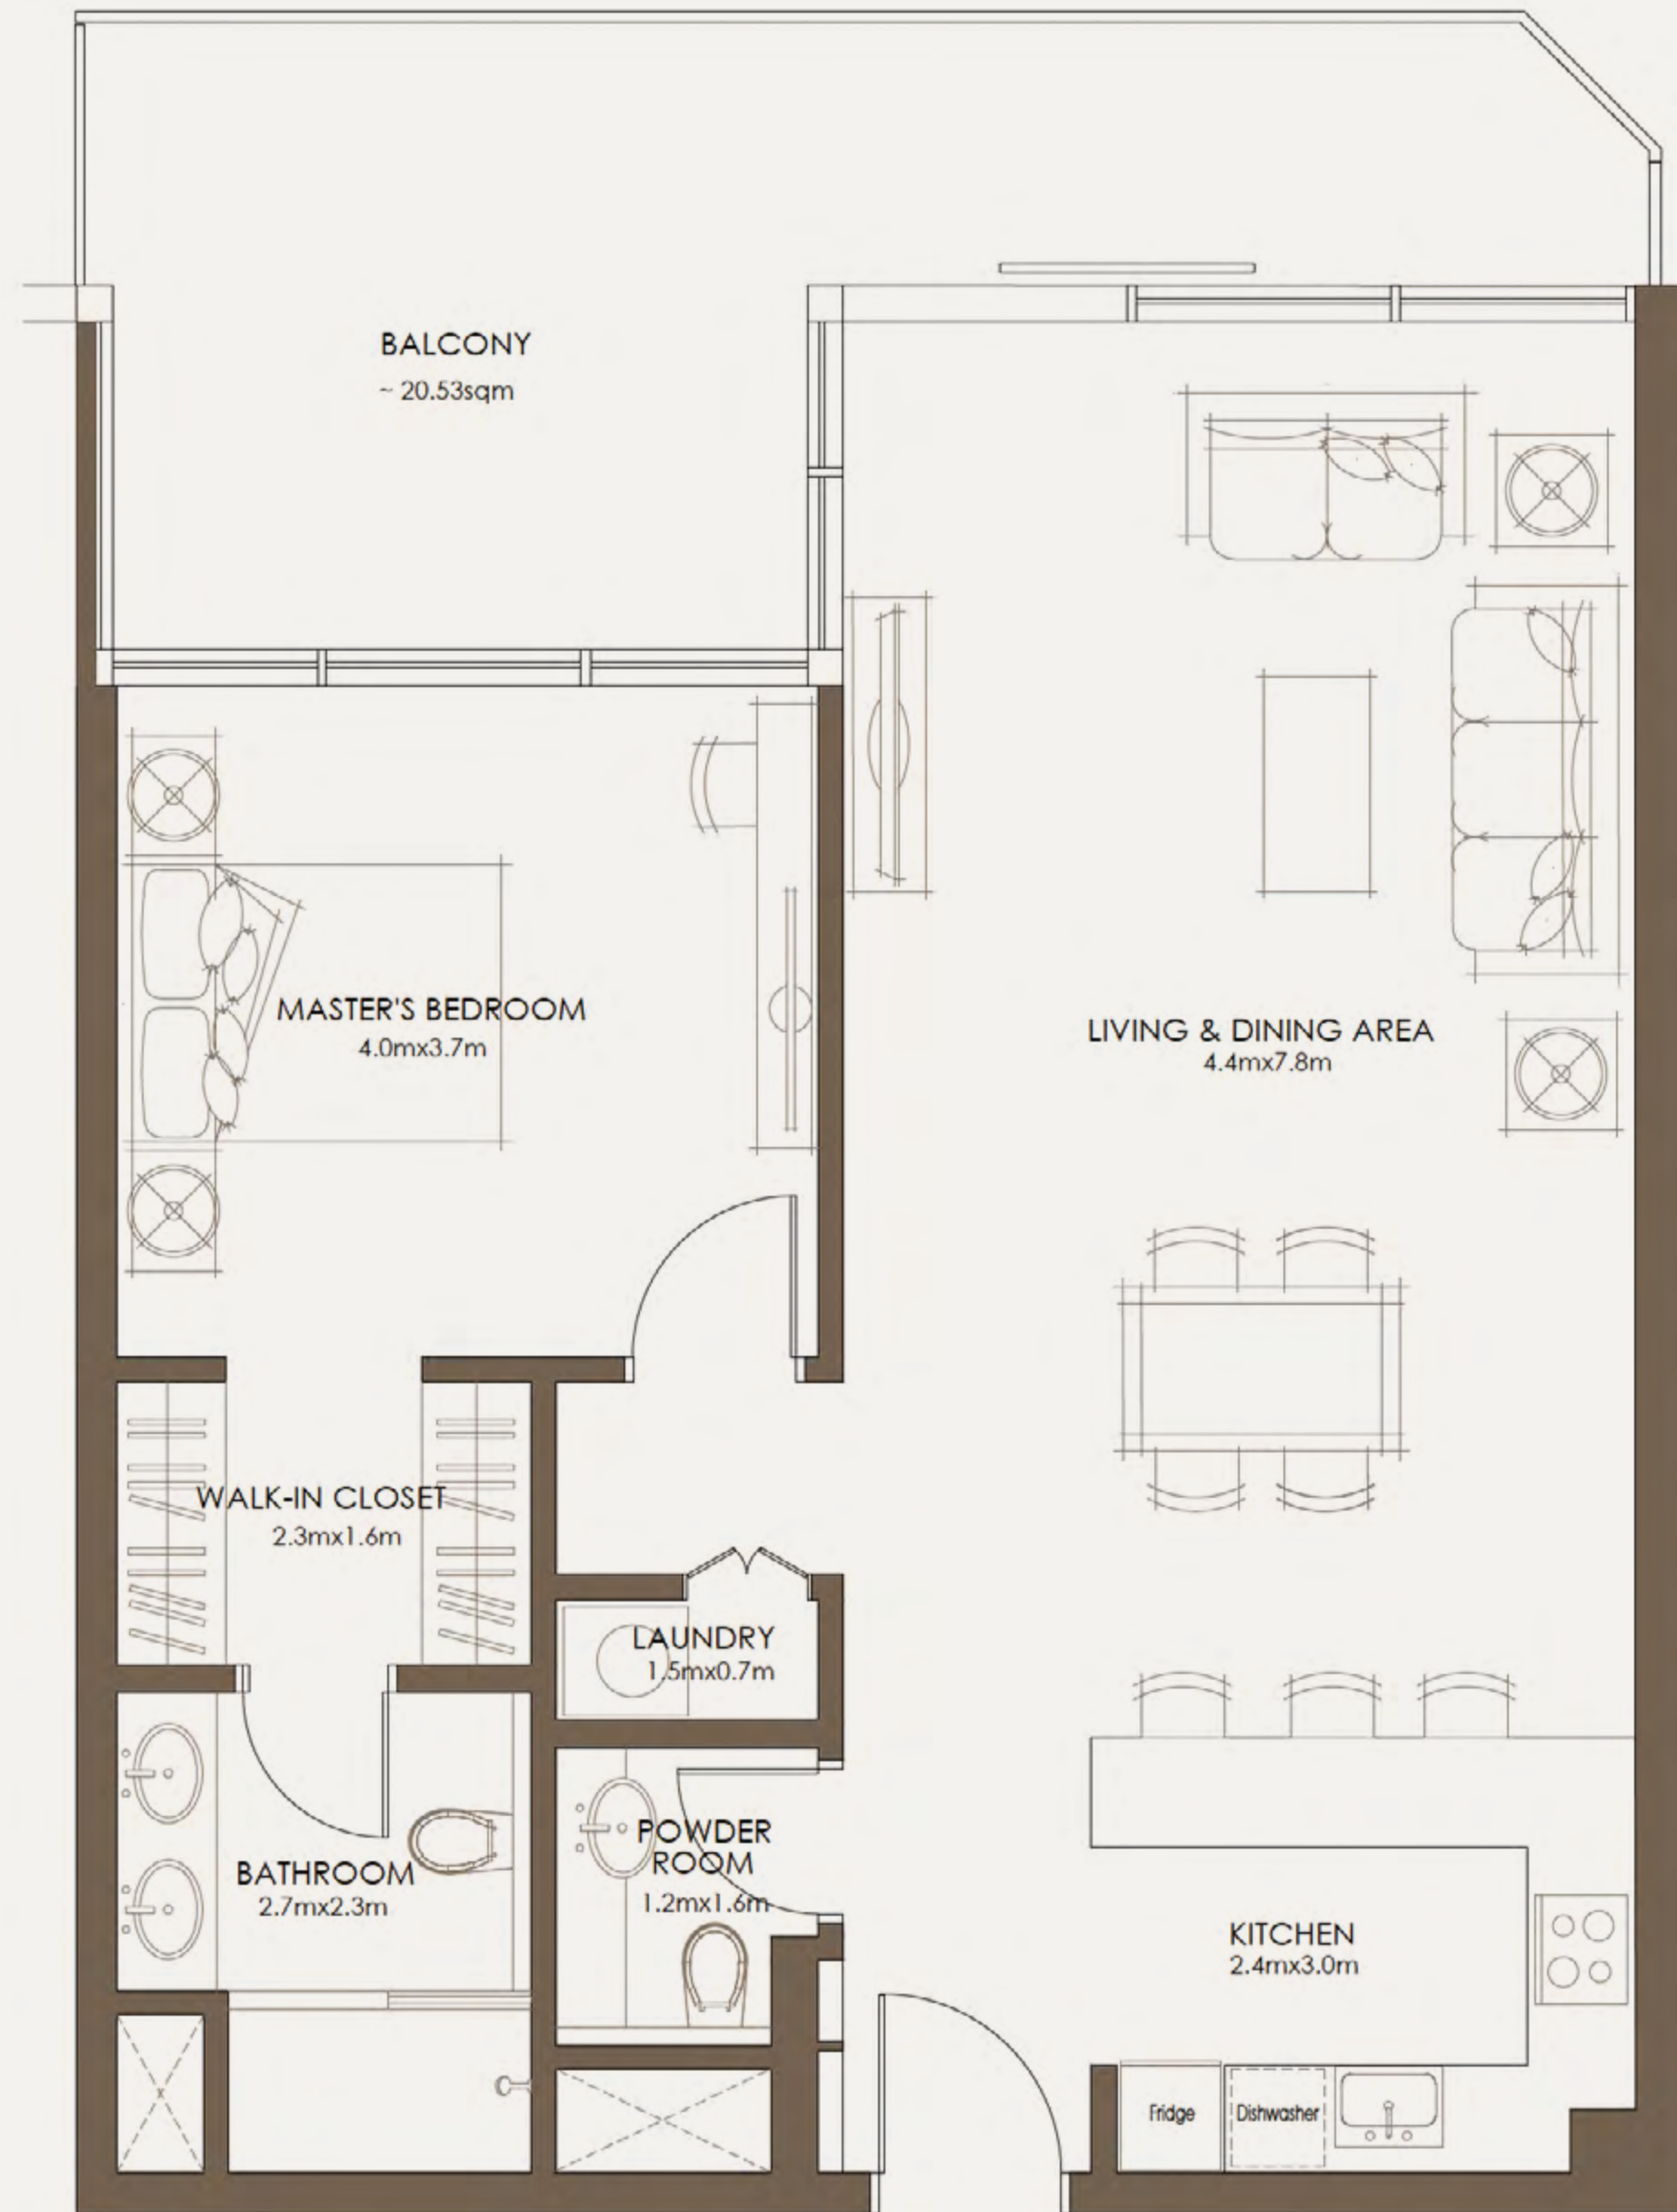 BALCONY
~ 20.53sqm
MASTER'S BEDROOM
4.0mx3.7m
LIVING & DINING AREA
4.4mx7.8m
WALK-IN CLOSET
2.3mx1.6m
LAUNDRY
1.5mx0.7m
POWDER
ROOM
1.2mx1.6m
BATHROOM
2.7mx2.3m
KITCHEN
2.4mx3.0m
Fridge
Dishwasher